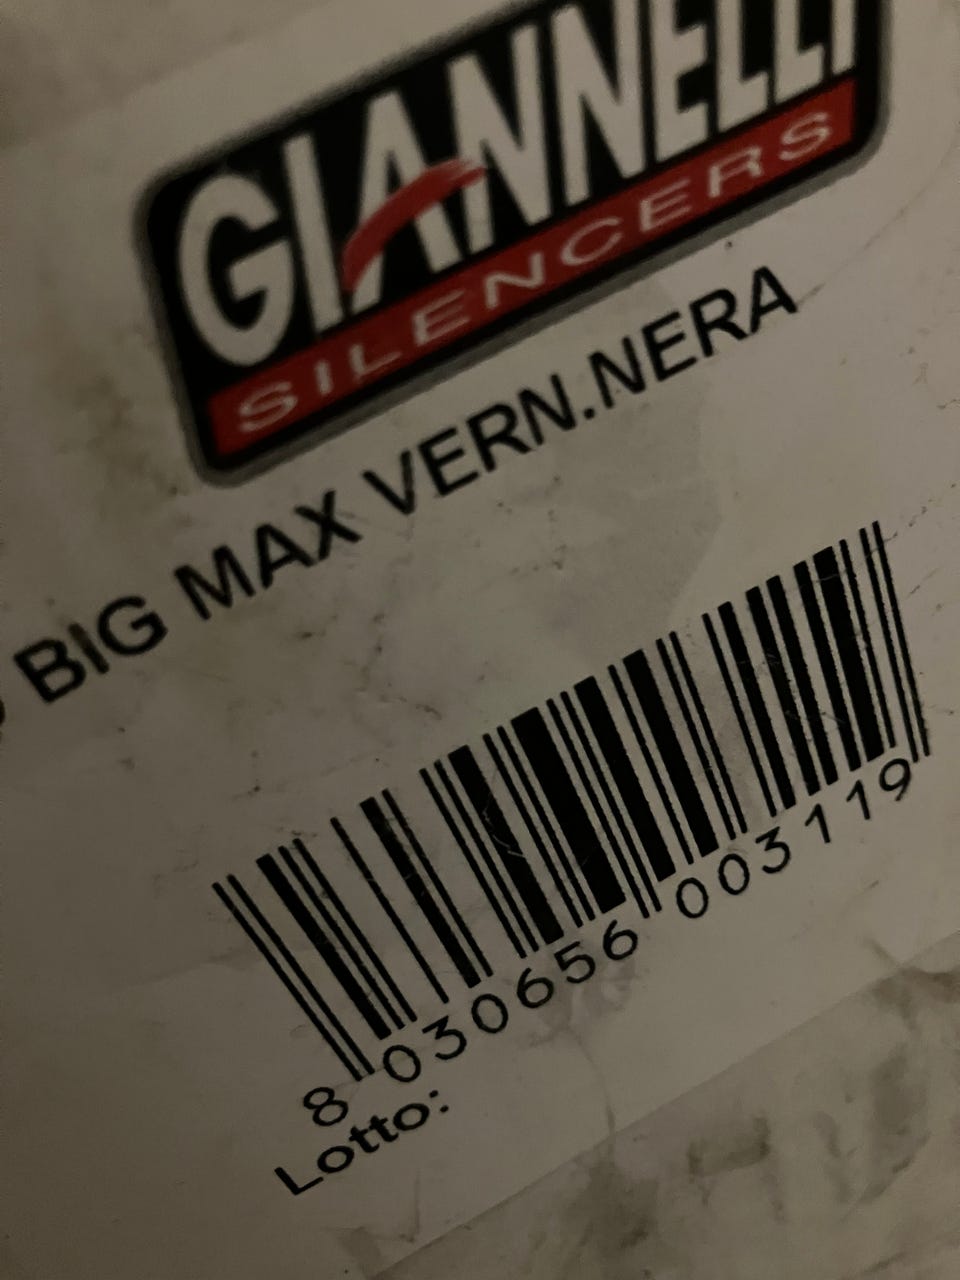 GIANNELLI
SILENCERS
BIG MAX VERN.NERA
8 030656 003119
Lotto: